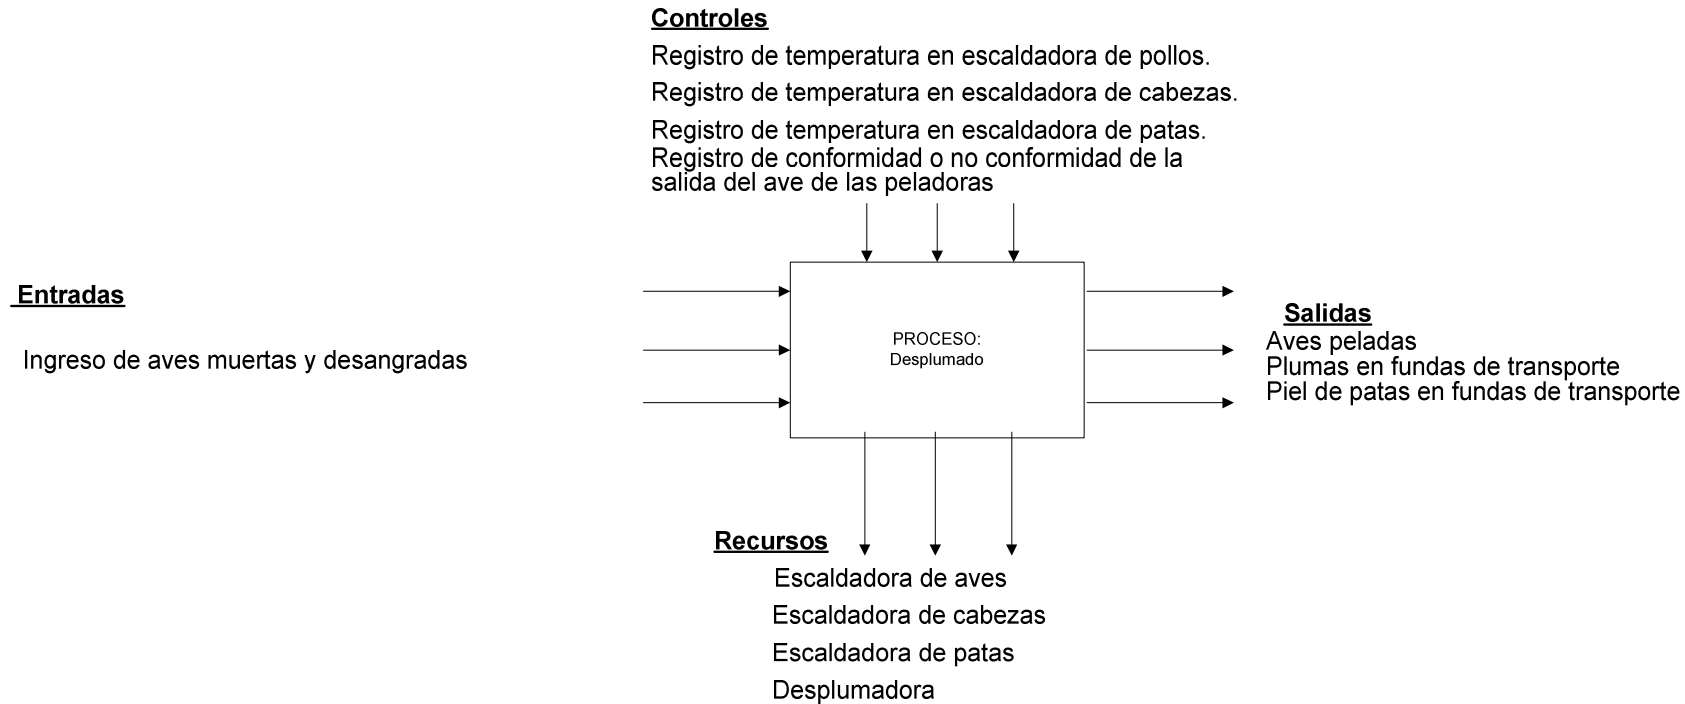 Controles
Registro de temperatura en escaldadora de pollos.
Registro de temperatura en escaldadora de cabezas.
Registro de temperatura en escaldadora de patas.
Registro de conformidad o no conformidad de la
salida del ave de las peladoras
Entradas
Ingreso de aves muertas y desangradas
PROCESO:
Desplumado
Salidas
Aves peladas
Plumas en fundas de transporte
Piel de patas en fundas de transporte
Recursos
Escaldadora de aves
Escaldadora de cabezas
Escaldadora de patas
Desplumadora